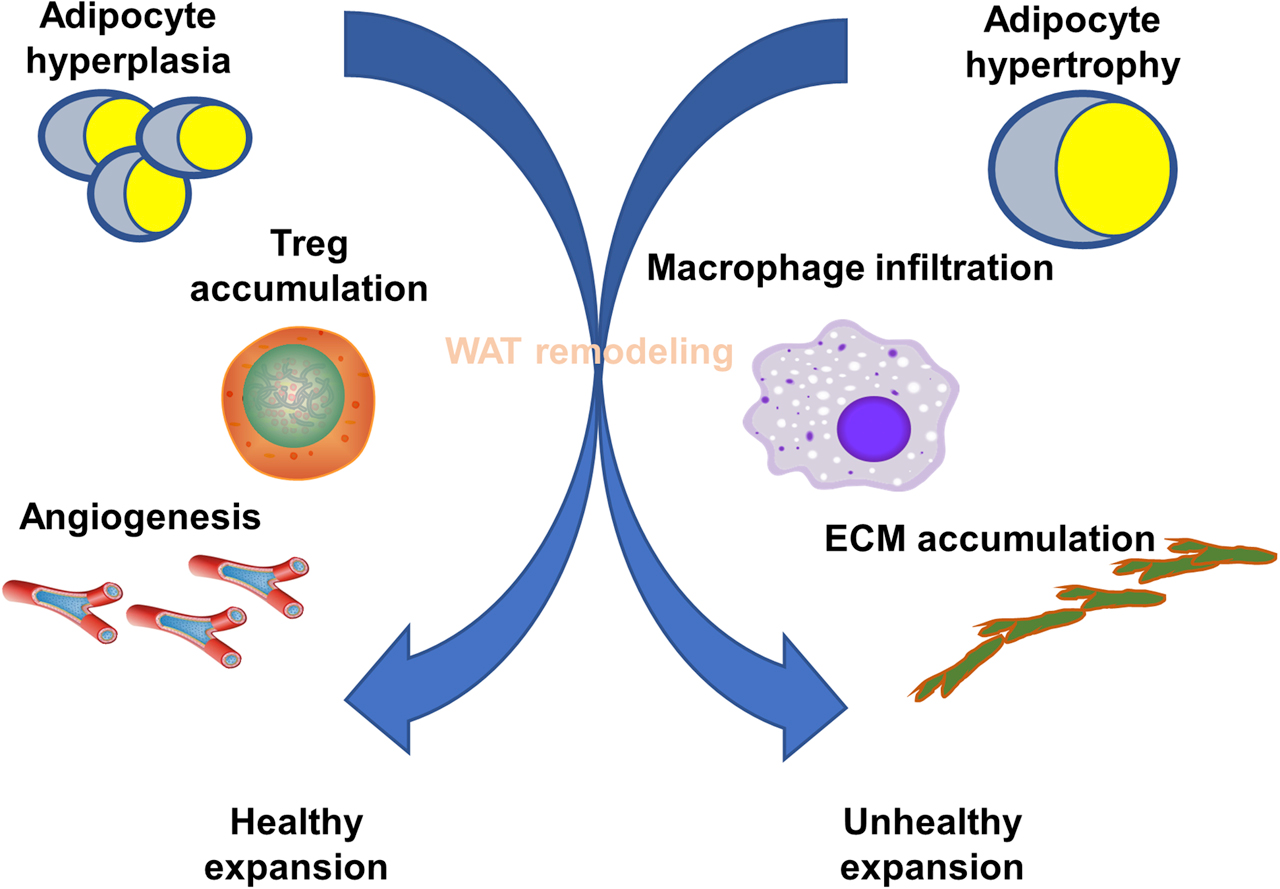 Adipocyte
hyperplasia
Adipocyte
hypertrophy
Treg
accumulation
Macrophage infiltration
WAT remodeling
Angiogenesis
ECM accumulation
Healthy
expansion
Unhealthy
expansion